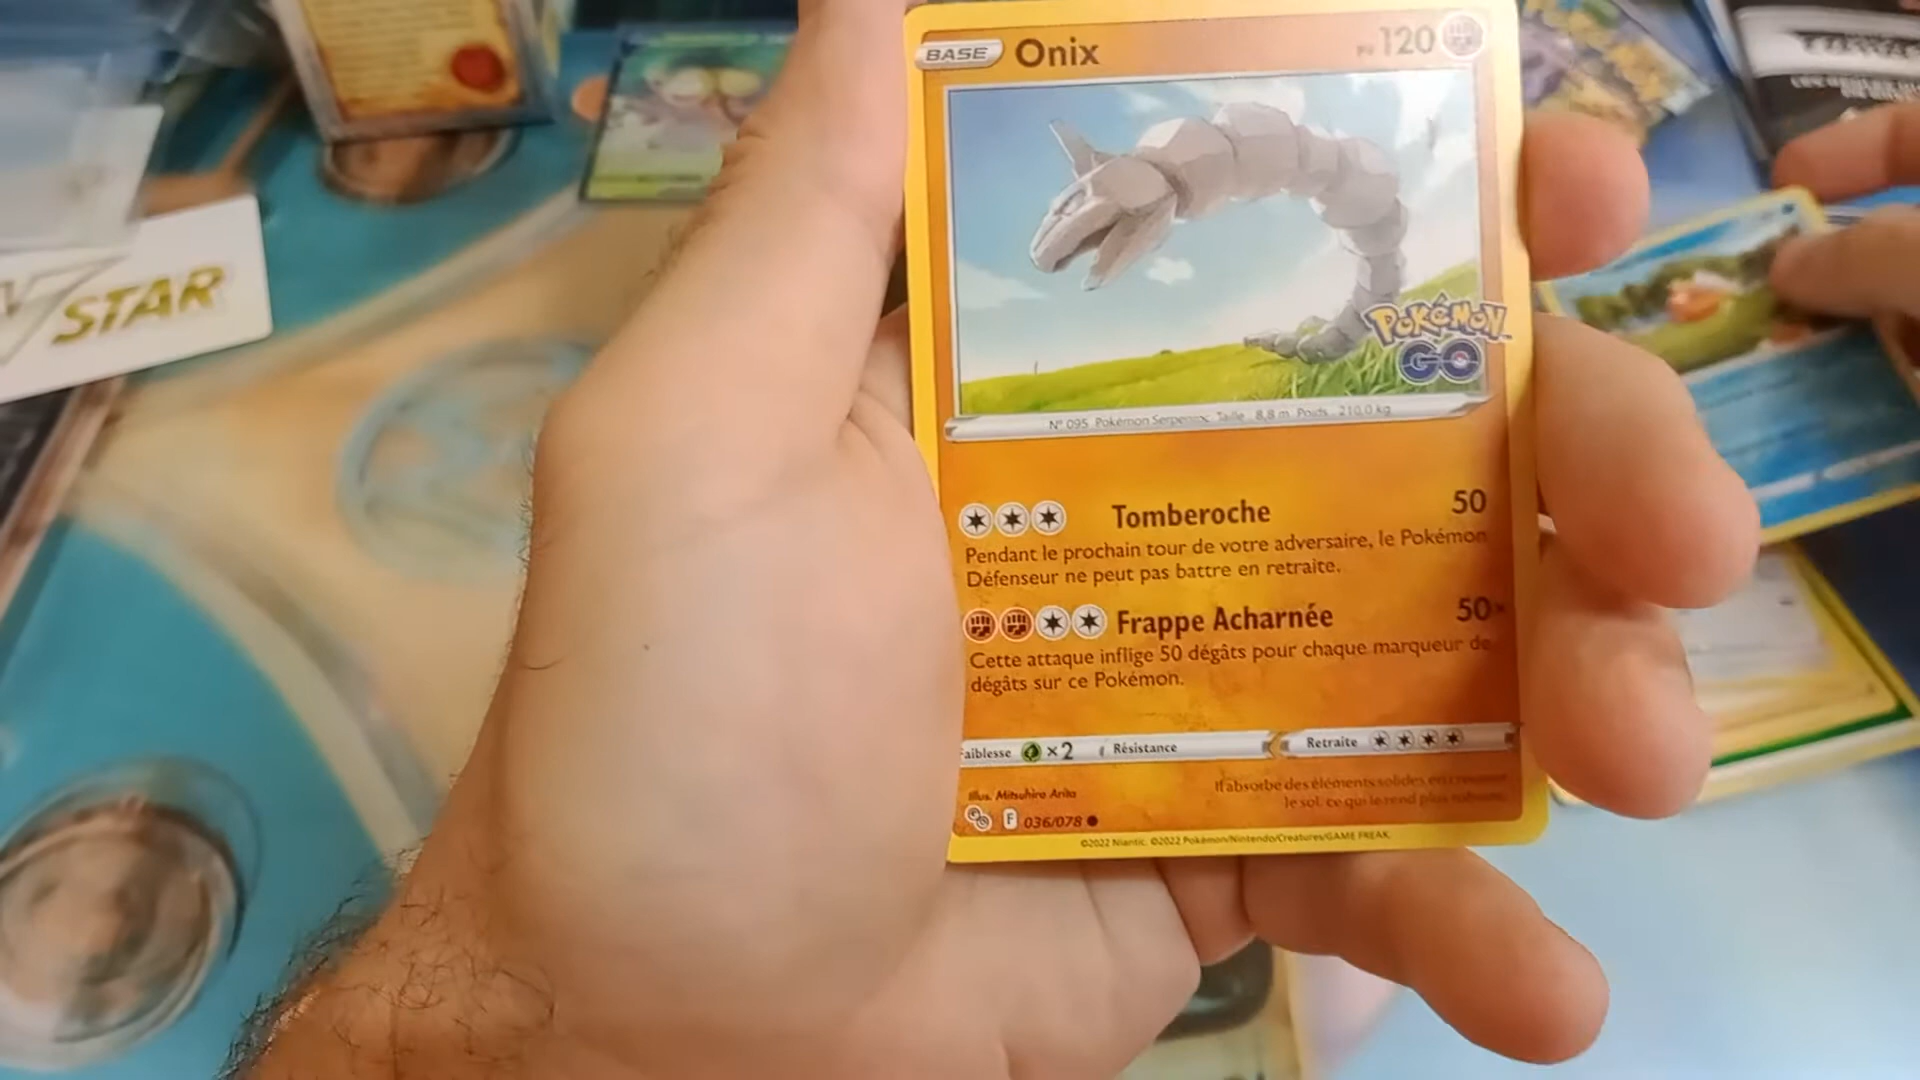 BASE Onix PV 120
POKÉMON
GO
N° 095 Pokémon Serpenroc Taille : 8,8 m Poids : 210,0 kg
Tomberoche 50
Pendant le prochain tour de votre adversaire, le Pokémon
Défenseur ne peut pas battre en retraite.
Frappe Acharnée 50×
Cette attaque inflige 50 dégâts pour chaque marqueur de
dégâts sur ce Pokémon.
Faiblesse ×2 Résistance Retraite
Illus. Mitsuhiro Arita
Il absorbe des éléments solides en creusant
le sol, ce qui le rend plus robuste.
F 036/078
©2022 Niantic. ©2022 Pokémon/Nintendo/Creatures/GAME FREAK.
V STAR